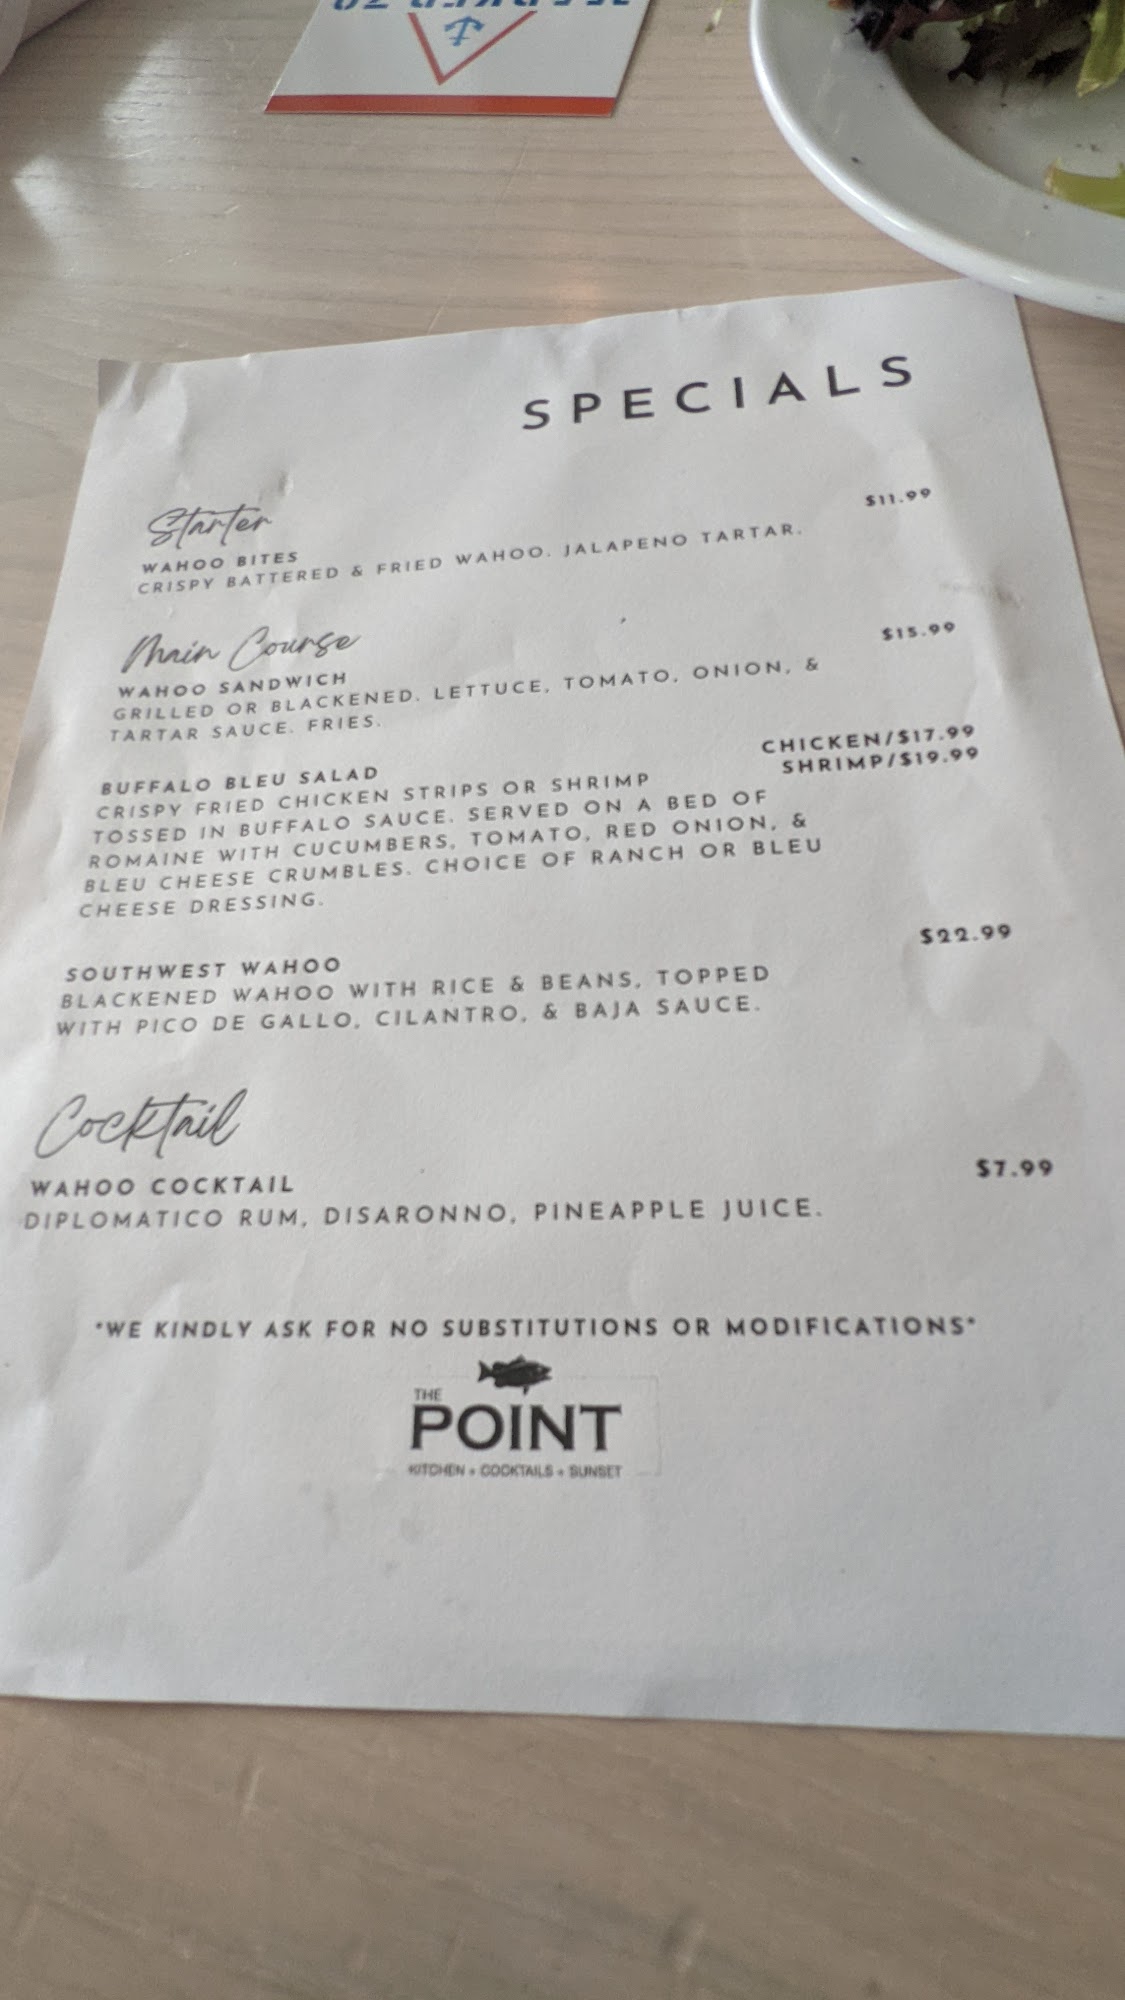 SPECIALS
Starter
$11.99
WAHOO BITES
CRISPY BATTERED & FRIED WAHOO. JALAPENO TARTAR.
Main Course
$15.99
WAHOO SANDWICH
GRILLED OR BLACKENED. LETTUCE, TOMATO, ONION, &
TARTAR SAUCE. FRIES.
BUFFALO BLEU SALAD
CHICKEN/$17.99
SHRIMP/$19.99
CRISPY FRIED CHICKEN STRIPS OR SHRIMP
TOSSED IN BUFFALO SAUCE. SERVED ON A BED OF
ROMAINE WITH CUCUMBERS, TOMATO, RED ONION, &
BLEU CHEESE CRUMBLES. CHOICE OF RANCH OR BLEU
CHEESE DRESSING.
$22.99
SOUTHWEST WAHOO
BLACKENED WAHOO WITH RICE & BEANS, TOPPED
WITH PICO DE GALLO, CILANTRO, & BAJA SAUCE.
Cocktail
$7.99
WAHOO COCKTAIL
DIPLOMATICO RUM, DISARONNO, PINEAPPLE JUICE.
*WE KINDLY ASK FOR NO SUBSTITUTIONS OR MODIFICATIONS*
THE
POINT
KITCHEN + COCKTAILS + SUNSET